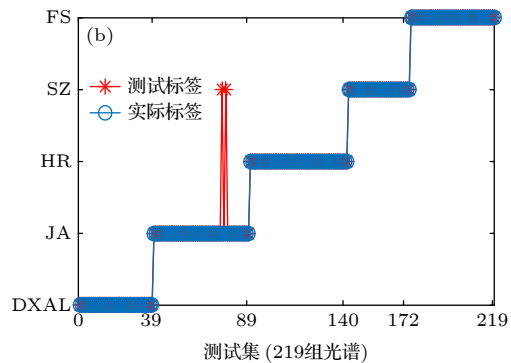 FS
(b)
测试标签
SZ
实际标签
HR
JA
DXAL
0 39 89 140 172 219
测试集 (219组光谱)